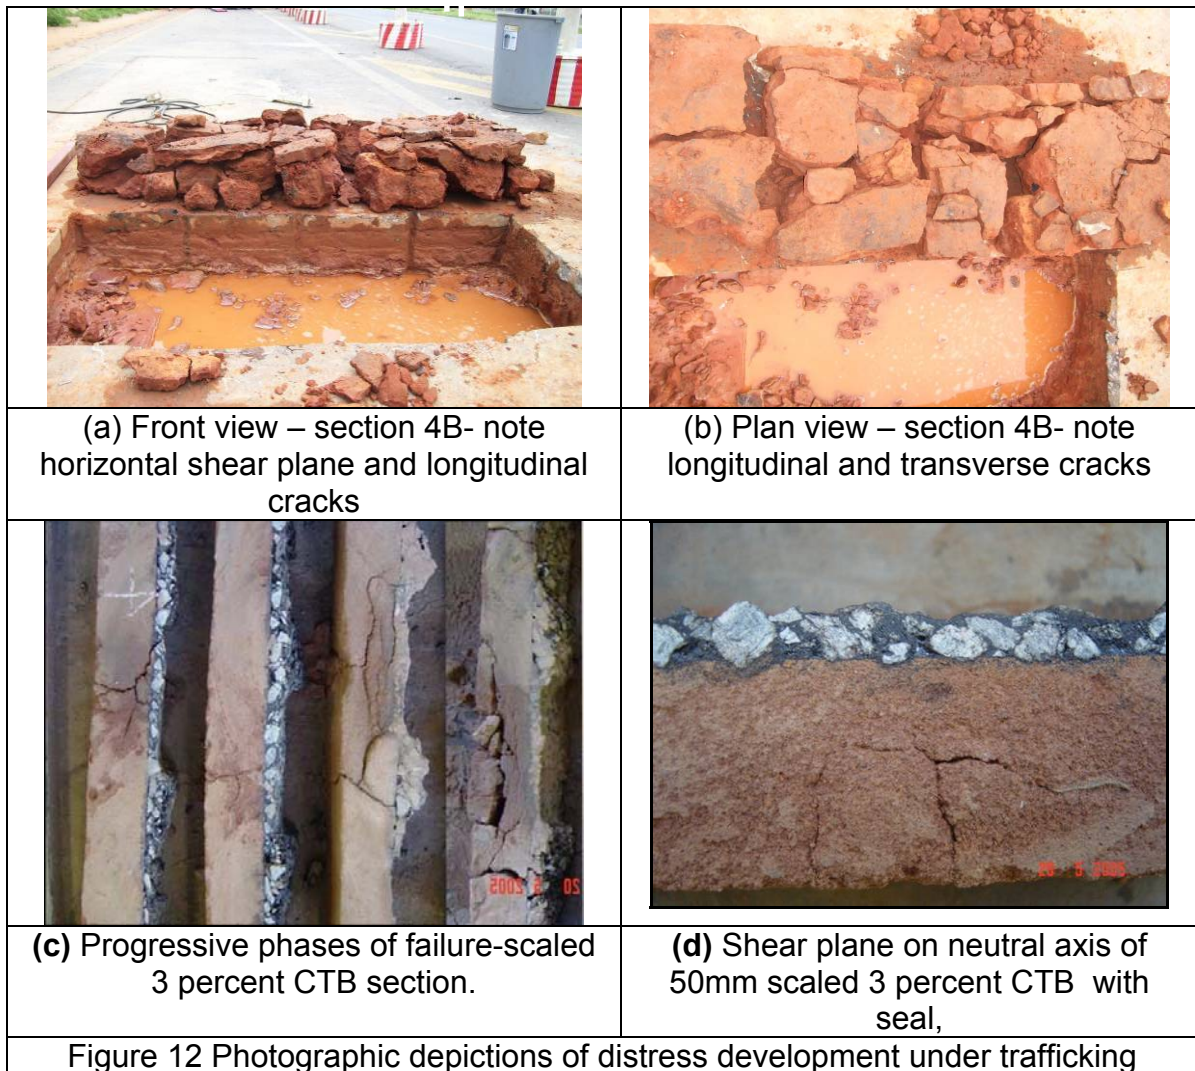 (a) Front view – section 4B- note
horizontal shear plane and longitudinal
cracks
(b) Plan view – section 4B- note
longitudinal and transverse cracks
(c) Progressive phases of failure-scaled
3 percent CTB section.
(d) Shear plane on neutral axis of
50mm scaled 3 percent CTB with
seal,
Figure 12 Photographic depictions of distress development under trafficking